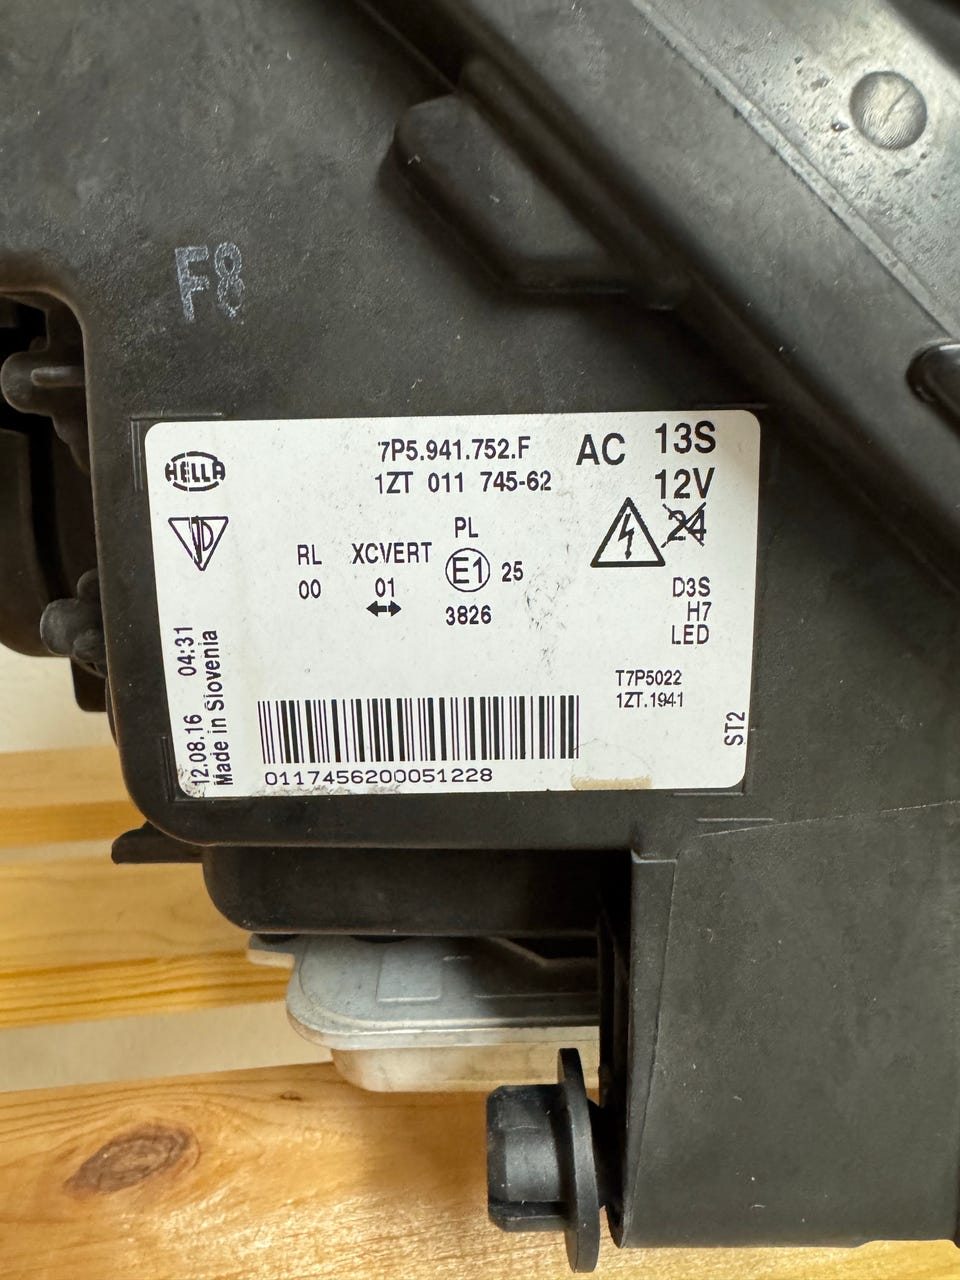 F8
HELLA
7P5.941.752.F
1ZT 011 745-62
AC
13S
12V
24
RL
00
XCVERT
01
PL
E1 25
3826
D3S
H7
LED
T7P5022
1ZT.1941
ST2
12.08.16 04:31
Made in Slovenia
0117456200051228